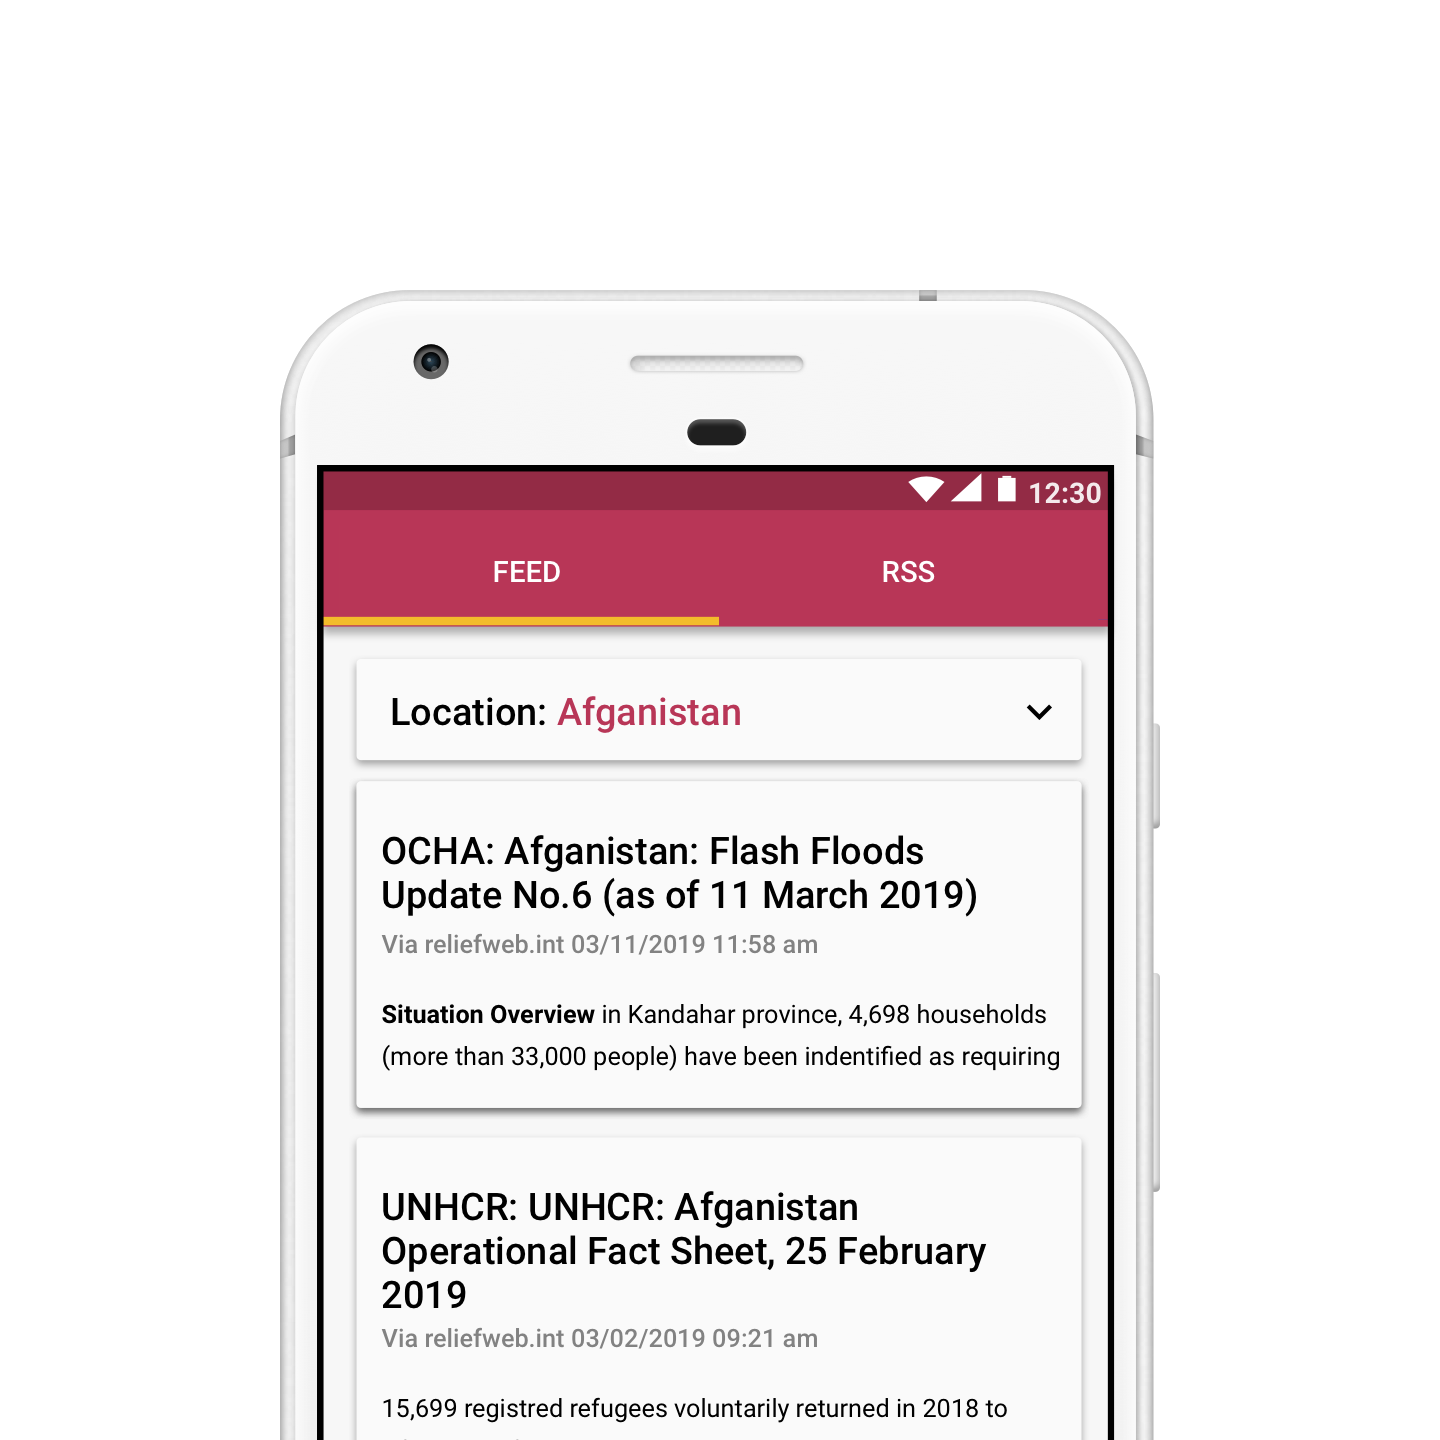 12:30
FEED RSS
Location: Afganistan
OCHA: Afganistan: Flash Floods
Update No.6 (as of 11 March 2019)
Via reliefweb.int 03/11/2019 11:58 am
Situation Overview in Kandahar province, 4,698 households
(more than 33,000 people) have been indentified as requiring
UNHCR: UNHCR: Afganistan
Operational Fact Sheet, 25 February
2019
Via reliefweb.int 03/02/2019 09:21 am
15,699 registred refugees voluntarily returned in 2018 to